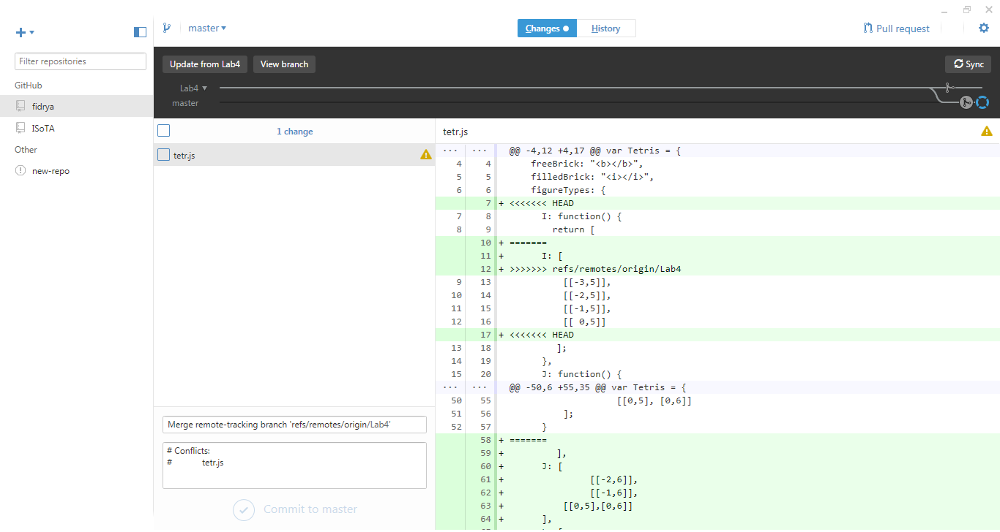 master
Changes
History
Pull request
Filter repositories
GitHub
fidrya
ISoTA
Other
new-repo
Update from Lab4
View branch
Sync
Lab4
master
1 change
tetr.js
tetr.js
··· ··· @@ -4,12 +4,17 @@ var Tetris = {
4 4 freeBrick: "<b></b>",
5 5 filledBrick: "<i></i>",
6 6 figureTypes: {
7 + <<<<<<< HEAD
7 8 I: function() {
8 9 return [
10 + =======
11 + I: [
12 + >>>>>>> refs/remotes/origin/Lab4
9 13 [[-3,5]],
10 14 [[-2,5]],
11 15 [[-1,5]],
12 16 [[ 0,5]]
17 + <<<<<<< HEAD
13 18 ];
14 19 },
15 20 J: function() {
··· ··· @@ -50,6 +55,35 @@ var Tetris = {
50 55 [[0,5], [0,6]]
51 56 ];
52 57 }
58 + =======
59 + ],
60 + J: [
61 + [[-2,6]],
62 + [[-1,6]],
63 + [[0,5],[0,6]]
64 + ],
Merge remote-tracking branch 'refs/remotes/origin/Lab4'
# Conflicts:
# tetr.js
Commit to master